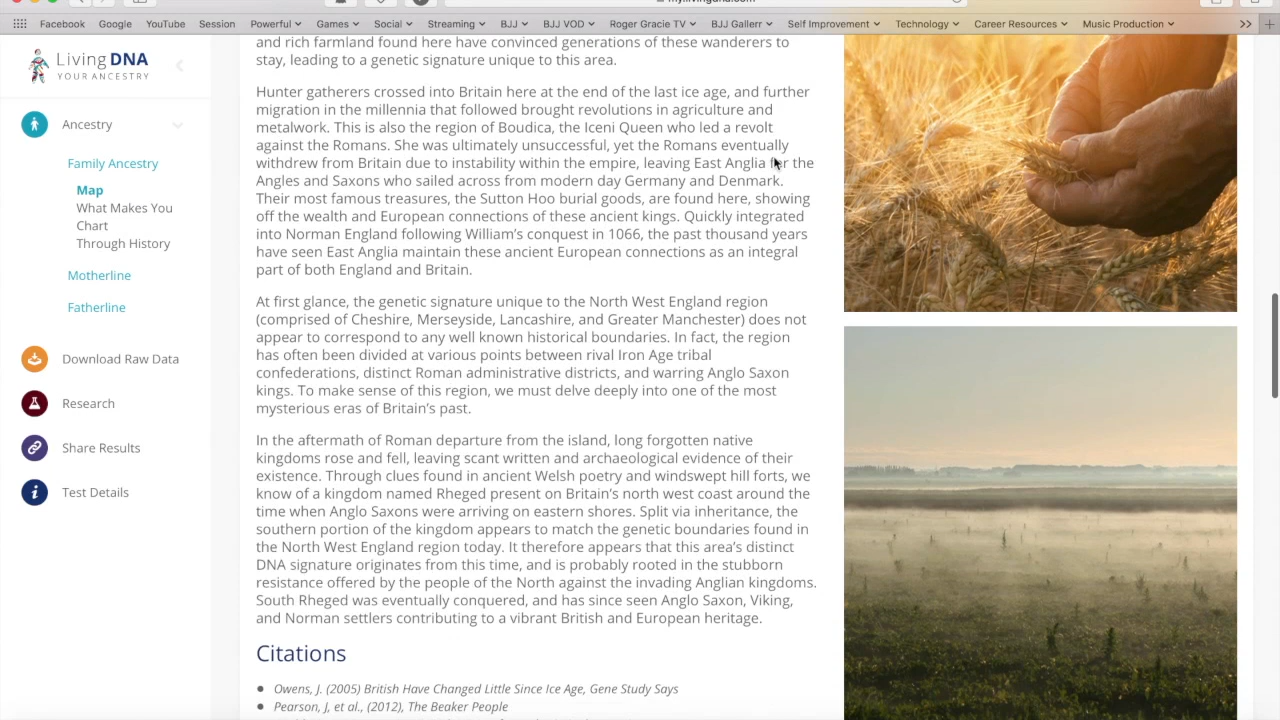 mylivingdna.com
Facebook Google YouTube Session Powerful Games Social Streaming BJJ BJJ VOD Roger Gracie TV BJJ Gallerr Self Improvement Technology Career Resources Music Production
Living DNA
YOUR ANCESTRY
Ancestry
Family Ancestry
Map
What Makes You
Chart
Through History
Motherline
Fatherline
Download Raw Data
Research
Share Results
Test Details
and rich farmland found here have convinced generations of these wanderers to
stay, leading to a genetic signature unique to this area.
Hunter gatherers crossed into Britain here at the end of the last ice age, and further
migration in the millennia that followed brought revolutions in agriculture and
metalwork. This is also the region of Boudica, the Iceni Queen who led a revolt
against the Romans. She was ultimately unsuccessful, yet the Romans eventually
withdrew from Britain due to instability within the empire, leaving East Anglia for the
Angles and Saxons who sailed across from modern day Germany and Denmark.
Their most famous treasures, the Sutton Hoo burial goods, are found here, showing
off the wealth and European connections of these ancient kings. Quickly integrated
into Norman England following William's conquest in 1066, the past thousand years
have seen East Anglia maintain these ancient European connections as an integral
part of both England and Britain.
At first glance, the genetic signature unique to the North West England region
(comprised of Cheshire, Merseyside, Lancashire, and Greater Manchester) does not
appear to correspond to any well known historical boundaries. In fact, the region
has often been divided at various points between rival Iron Age tribal
confederations, distinct Roman administrative districts, and warring Anglo Saxon
kings. To make sense of this region, we must delve deeply into one of the most
mysterious eras of Britain's past.
In the aftermath of Roman departure from the island, long forgotten native
kingdoms rose and fell, leaving scant written and archaeological evidence of their
existence. Through clues found in ancient Welsh poetry and windswept hill forts, we
know of a kingdom named Rheged present on Britain's north west coast around the
time when Anglo Saxons were arriving on eastern shores. Split via inheritance, the
southern portion of the kingdom appears to match the genetic boundaries found in
the North West England region today. It therefore appears that this area's distinct
DNA signature originates from this time, and is probably rooted in the stubborn
resistance offered by the people of the North against the invading Anglian kingdoms.
South Rheged was eventually conquered, and has since seen Anglo Saxon, Viking,
and Norman settlers contributing to a vibrant British and European heritage.
Citations
Owens, J. (2005) British Have Changed Little Since Ice Age, Gene Study Says
Pearson, J, et al., (2012), The Beaker People